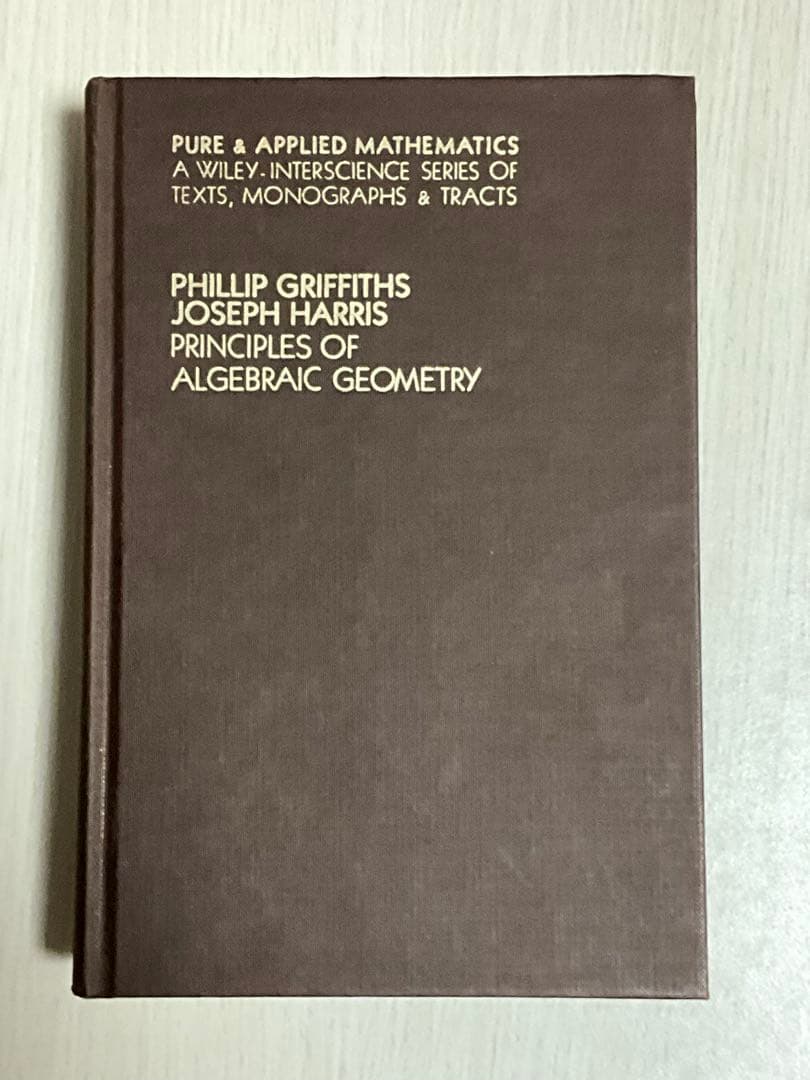 PURE & APPLIED MATHEMATICS
A WILEY-INTERSCIENCE SERIES OF
TEXTS, MONOGRAPHS & TRACTS
PHILLIP GRIFFITHS
JOSEPH HARRIS
PRINCIPLES OF
ALGEBRAIC GEOMETRY